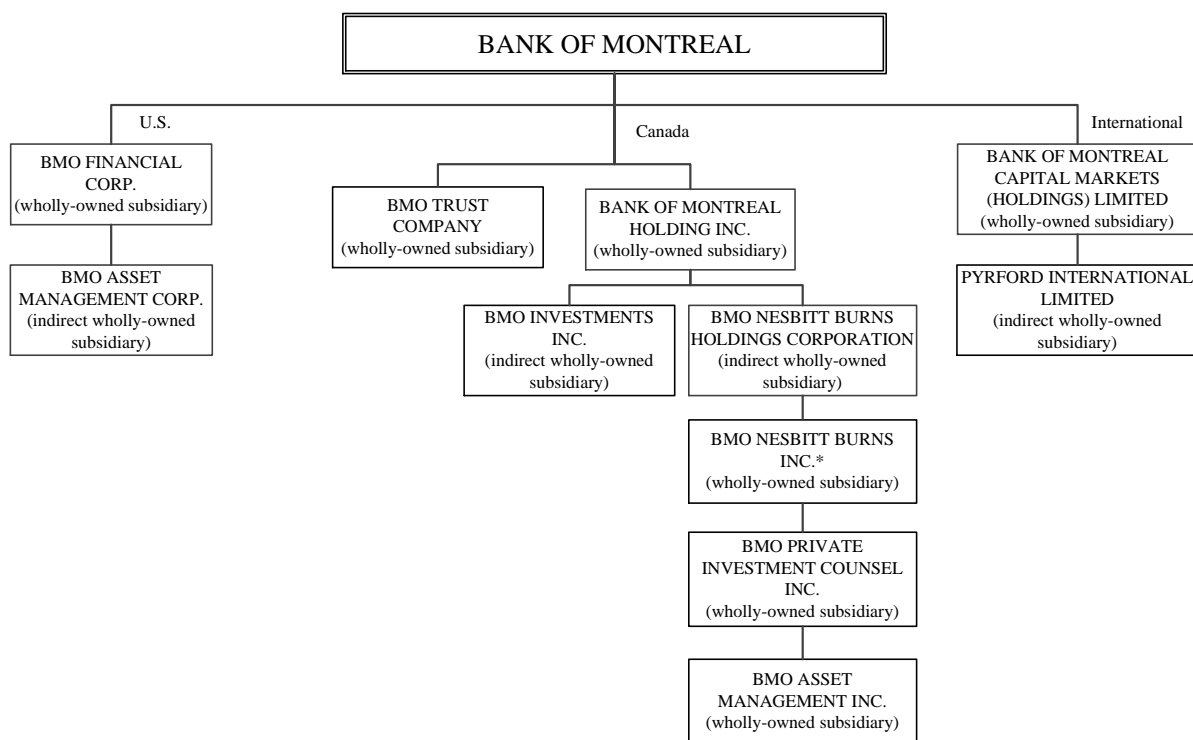 BANK OF MONTREAL
U.S.
Canada
International
BMO FINANCIAL
CORP.
(wholly-owned subsidiary)
BMO TRUST
COMPANY
(wholly-owned subsidiary)
BANK OF MONTREAL
HOLDING INC.
(wholly-owned subsidiary)
BANK OF MONTREAL
CAPITAL MARKETS
(HOLDINGS) LIMITED
(wholly-owned subsidiary)
BMO ASSET
MANAGEMENT CORP.
(indirect wholly-owned
subsidiary)
PYRFORD INTERNATIONAL
LIMITED
(indirect wholly-owned
subsidiary)
BMO INVESTMENTS
INC.
(indirect wholly-owned
subsidiary)
BMO NESBITT BURNS
HOLDINGS CORPORATION
(indirect wholly-owned
subsidiary)
BMO NESBITT BURNS
INC.*
(wholly-owned subsidiary)
BMO PRIVATE
INVESTMENT COUNSEL
INC.
(wholly-owned subsidiary)
BMO ASSET
MANAGEMENT INC.
(wholly-owned subsidiary)